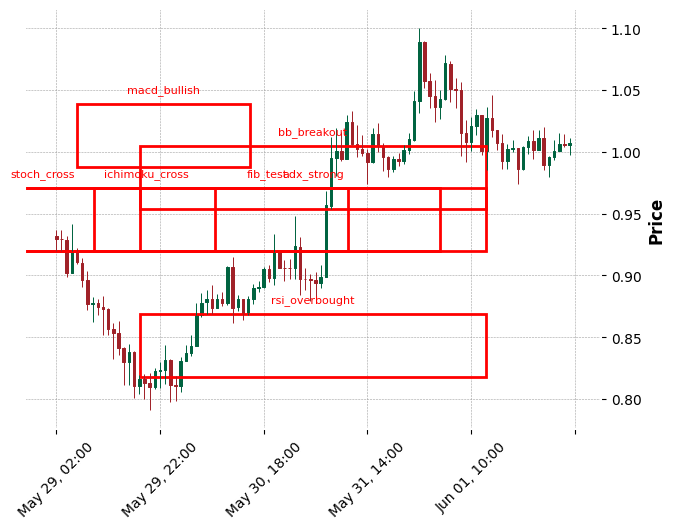 1.10
macd_bullish
1.05
bb_breakout
1.00
stoch_cross
ichimoku_cross
fib_test
adx_strong
0.95
Price
0.90
rsi_overbought
0.85
0.80
May 29, 02:00
May 29, 22:00
May 30, 18:00
May 31, 14:00
Jun 01, 10:00